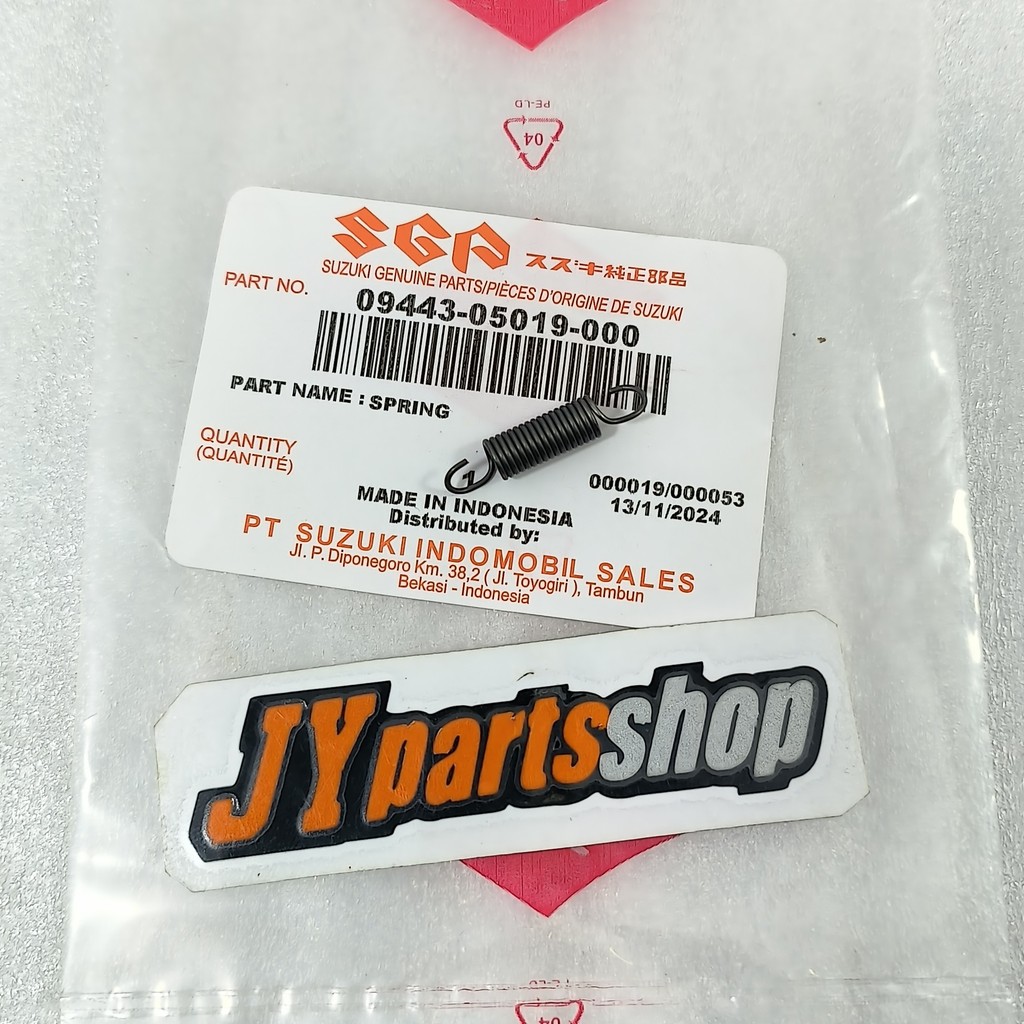 PE-LD
04
SGP スズキ純正部品
SUZUKI GENUINE PARTS/PIÈCES D'ORIGINE DE SUZUKI
PART NO.
09443-05019-000
PART NAME : SPRING
QUANTITY
(QUANTITÉ)
1
000019/000053
13/11/2024
MADE IN INDONESIA
Distributed by:
PT SUZUKI INDOMOBIL SALES
Jl. P. Diponegoro Km. 38,2 ( Jl. Toyogiri ), Tambun
Bekasi - Indonesia
JYpartsshop
04